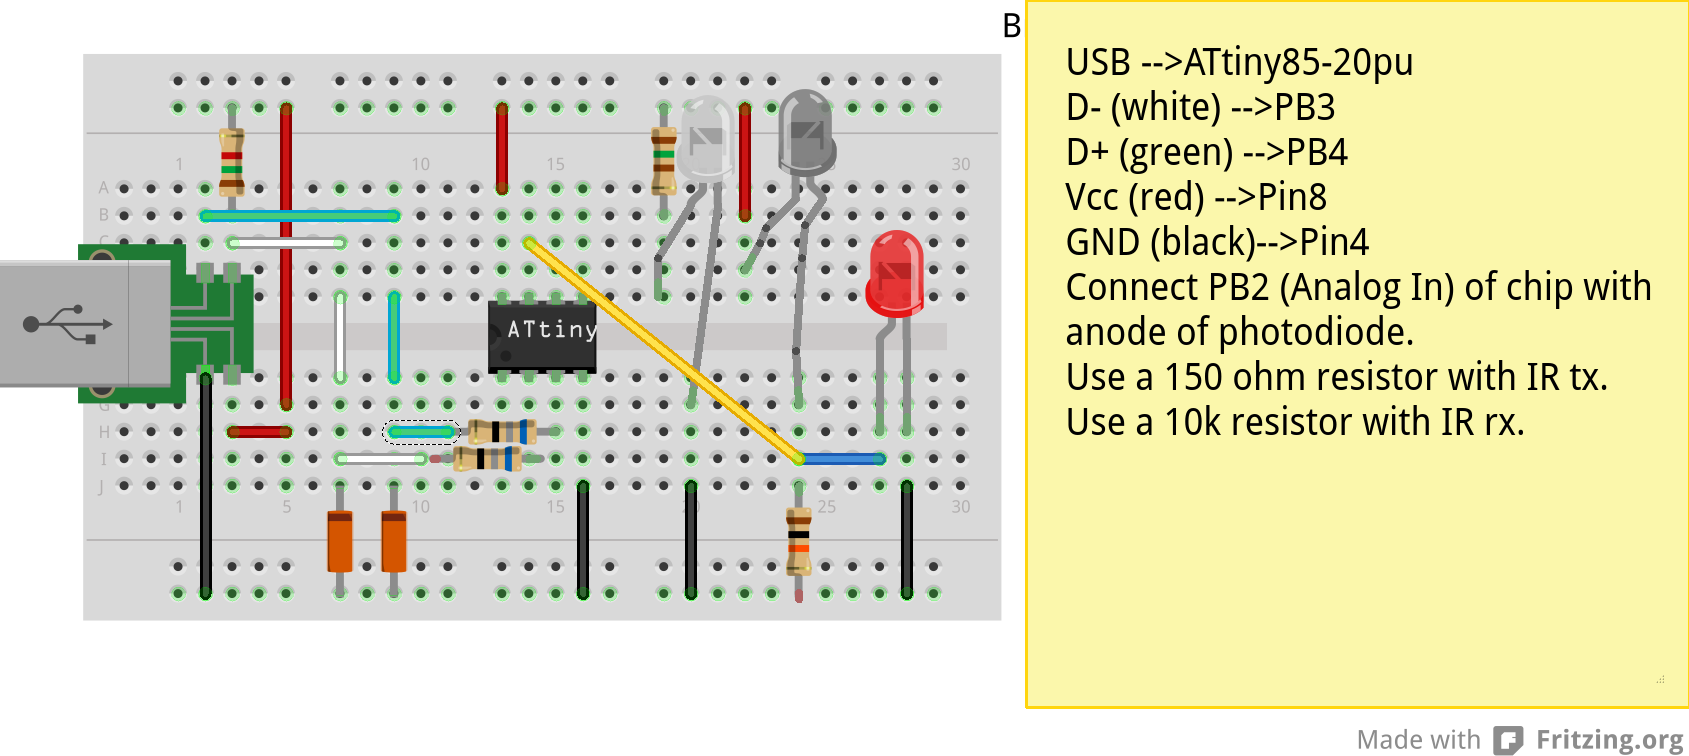 B
USB -->ATtiny85-20pu
D- (white) -->PB3
D+ (green) -->PB4
Vcc (red) -->Pin8
GND (black)-->Pin4
Connect PB2 (Analog In) of chip with
anode of photodiode.
Use a 150 ohm resistor with IR tx.
Use a 10k resistor with IR rx.
1 10 15 30
A
B
C
ATtiny
G
H
I
J
1 5 10 15 20 25 30
Made with Fritzing.org